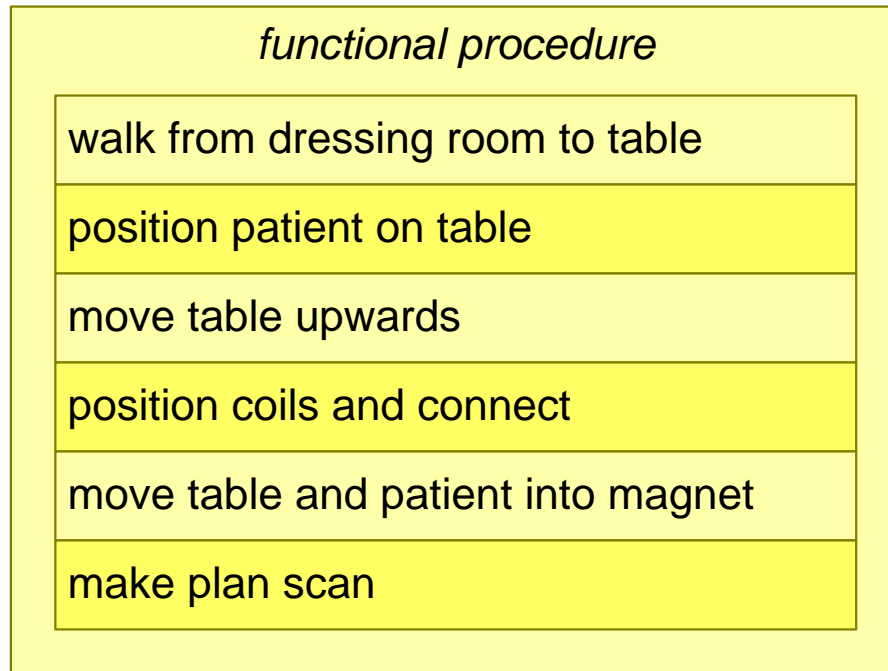 functional procedure
walk from dressing room to table
position patient on table
move table upwards
position coils and connect
move table and patient into magnet
make plan scan